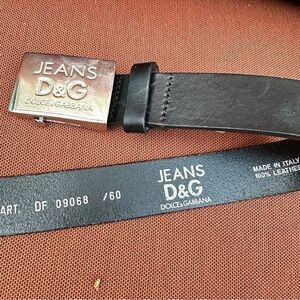 JEANS
D&G
DOLCE&GABBANA
ART. DF 09068 /60
JEANS
D&G
DOLCE&GABBANA
MADE IN ITALY
100% LEATHER